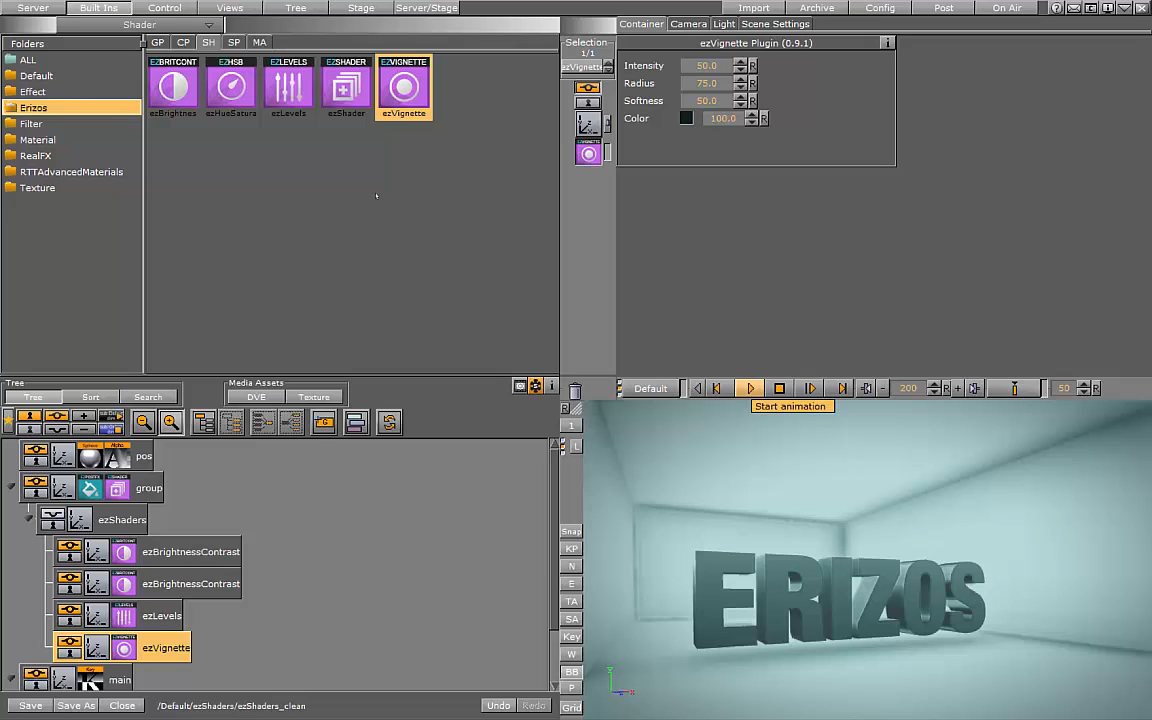 Server Built Ins Control Views Tree Stage Server/Stage Import Archive Config Post On Air
Shader
Folders
ALL
Default
Effect
Erizos
Filter
Material
RealFX
RTTAdvancedMaterials
Texture
GP CP SH SP MA
EZBRITCONT EZHSB EZLEVELS EZSHADER EZVIGNETTE
ezBrightnes ezHueSatura ezLevels ezShader ezVignette
Selection
1/1
ezVignette
Container Camera Light Scene Settings
ezVignette Plugin (0.9.1)
Intensity 50.0 R
Radius 75.0 R
Softness 50.0 R
Color 100.0 R
Tree
Tree Sort Search
Media Assets
DVE Texture
pos
group
ezShaders
ezBrightnessContrast
ezBrightnessContrast
ezLevels
ezVignette
main
Save Save As Close /Default/ezShaders/ezShaders_clean Undo Redo
Default 200 R 50 R
Start animation
R
1
L
Snap
KP
N
E
TA
SA
Key
W
BB
P
Grid
ERIZOS